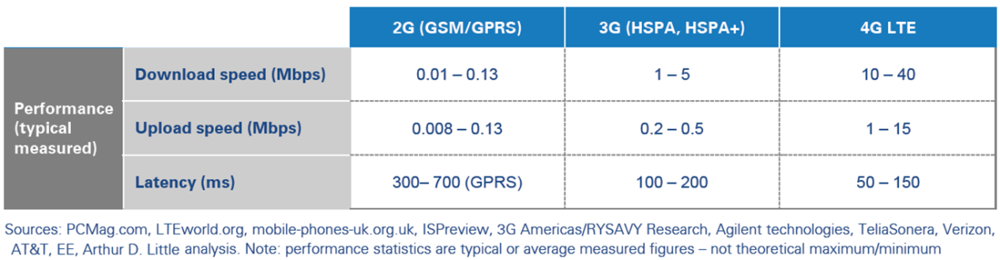 2G (GSM/GPRS) 3G (HSPA, HSPA+) 4G LTE
Performance
(typical
measured)
Download speed (Mbps) 0.01 – 0.13 1 – 5 10 – 40
Upload speed (Mbps) 0.008 – 0.13 0.2 – 0.5 1 – 15
Latency (ms) 300– 700 (GPRS) 100 – 200 50 – 150
Sources: PCMag.com, LTEworld.org, mobile-phones-uk.org.uk, ISPreview, 3G Americas/RYSAVY Research, Agilent technologies, TeliaSonera, Verizon,
AT&T, EE, Arthur D. Little analysis. Note: performance statistics are typical or average measured figures – not theoretical maximum/minimum